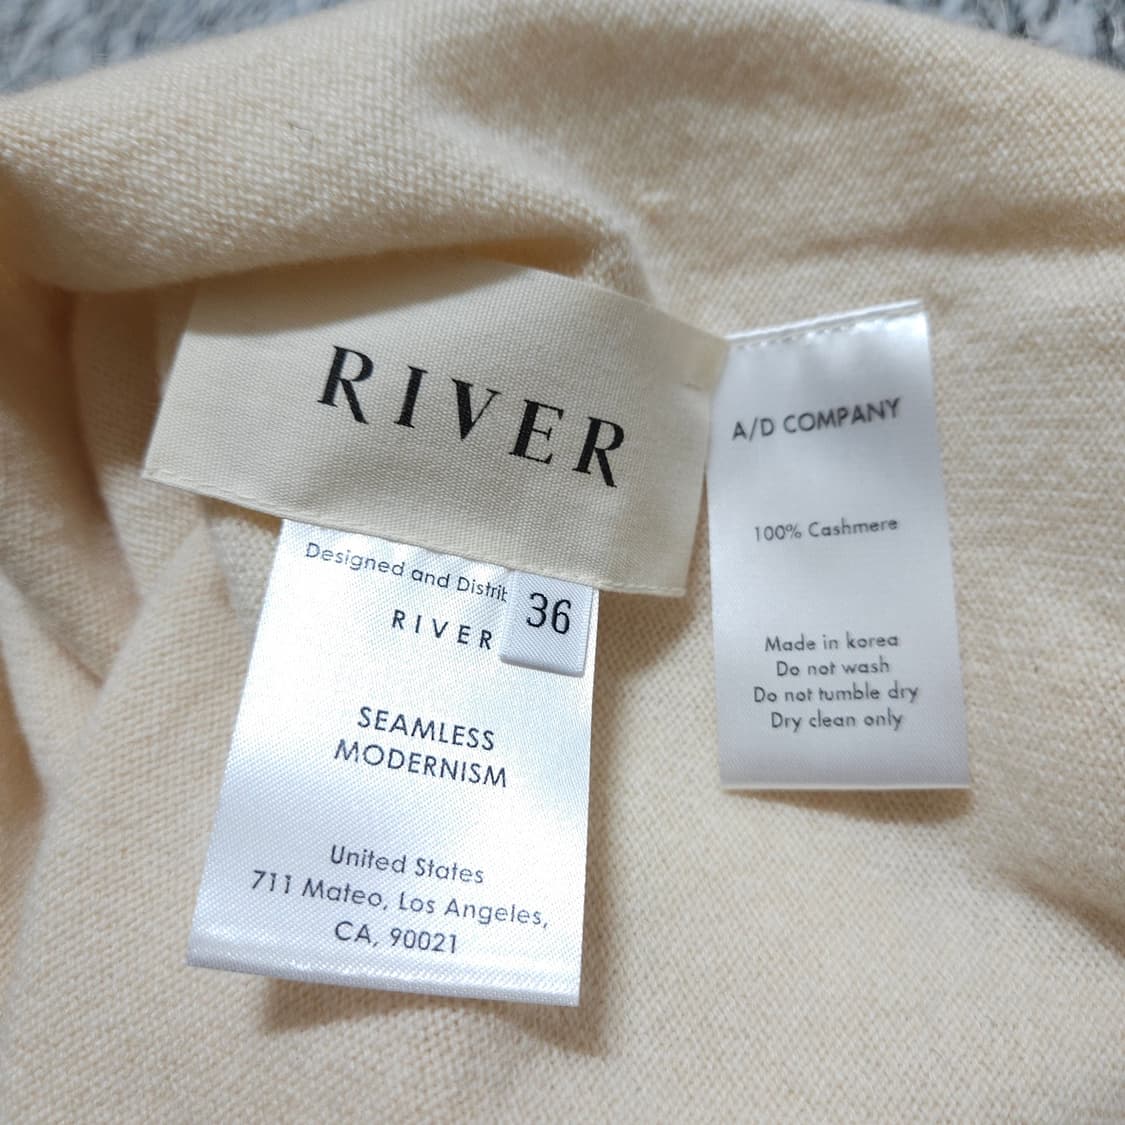 RIVER
Designed and
RIVER
36
SEAMLESS
MODERNISM
United States
711 Mateo, Los Angeles,
CA, 90021
A/D COMPANY
100% Cashmere
Made in korea
Do not wash
Do not tumble dry
Dry clean only